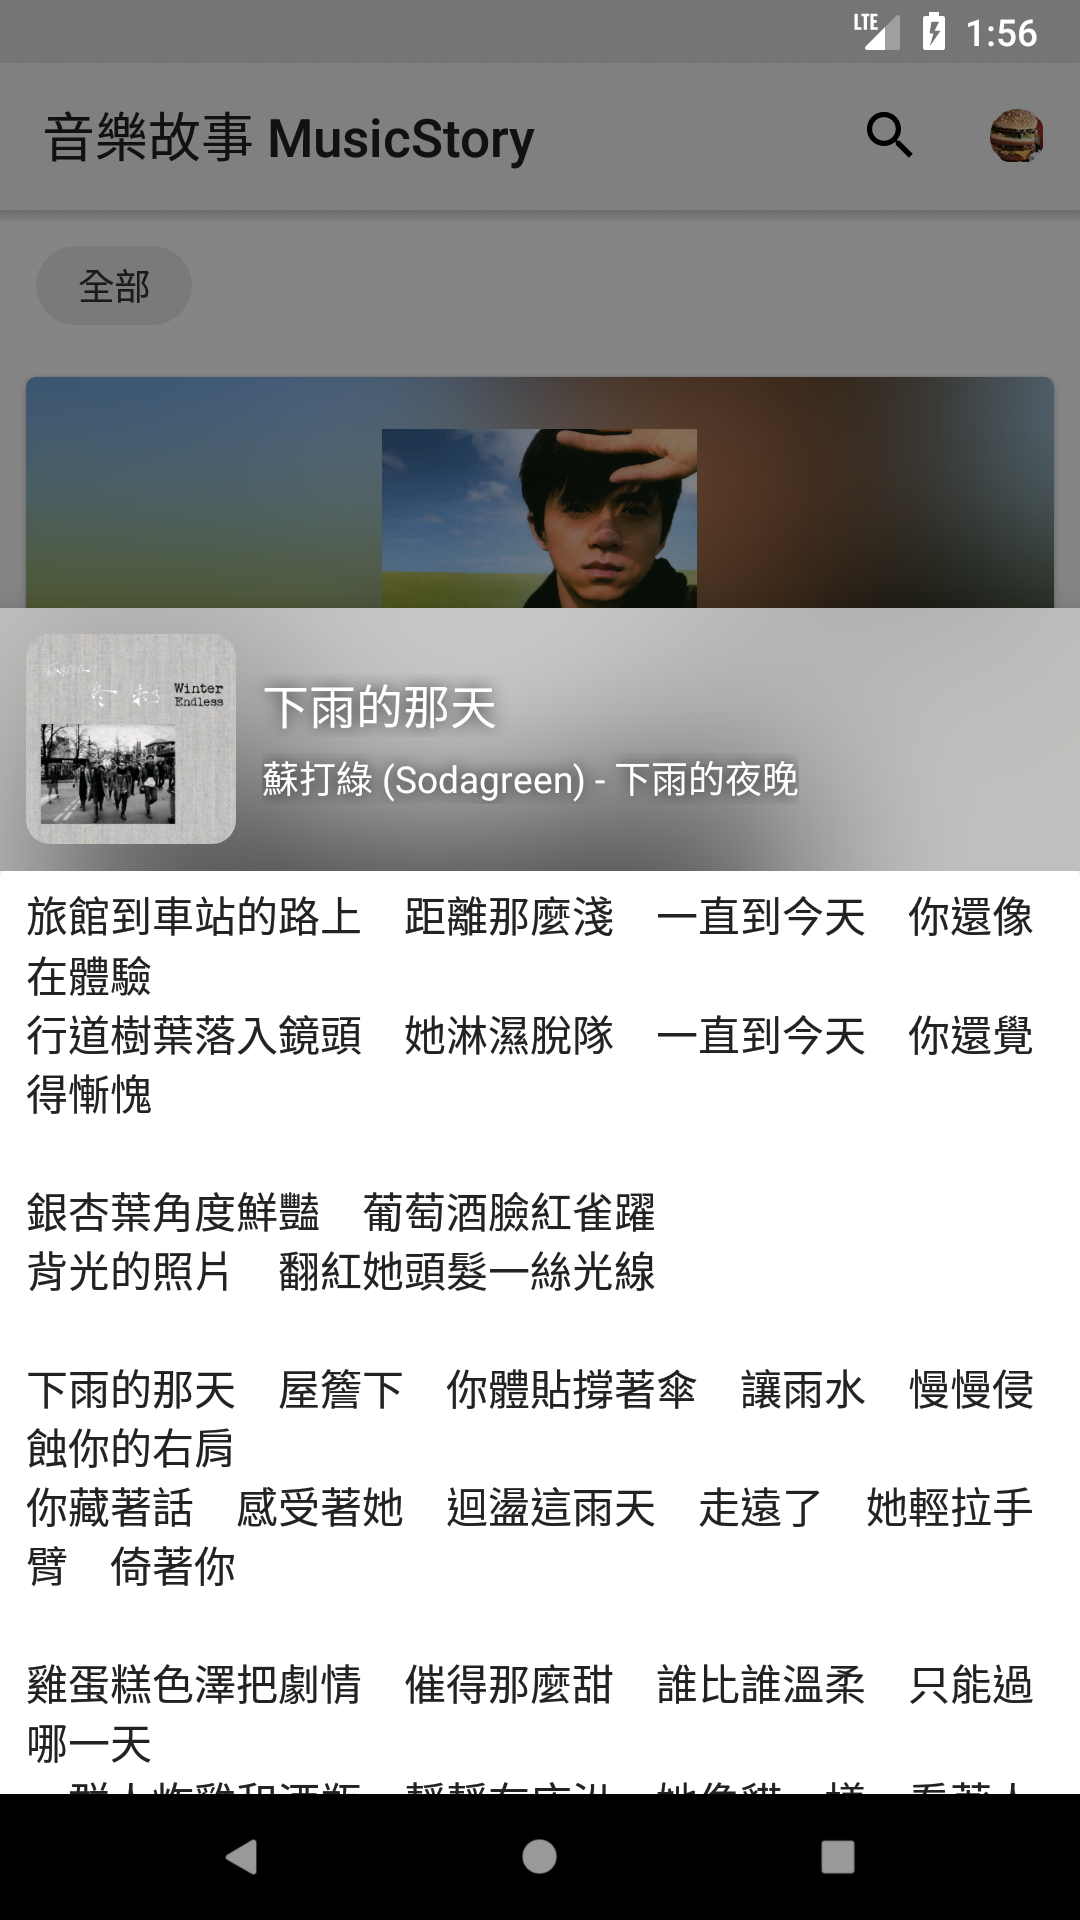 LTE 1:56
音樂故事 MusicStory
全部
Winter
Endless
下雨的那天
蘇打綠 (Sodagreen) - 下雨的夜晚
旅館到車站的路上　距離那麼淺　一直到今天　你還像
在體驗
行道樹葉落入鏡頭　她淋濕脫隊　一直到今天　你還覺
得慚愧
銀杏葉角度鮮豔　葡萄酒臉紅雀躍
背光的照片　翻紅她頭髮一絲光線
下雨的那天　屋簷下　你體貼撐著傘　讓雨水　慢慢侵
蝕你的右肩
你藏著話　感受著她　迴盪這雨天　走遠了　她輕拉手
臂　倚著你
雞蛋糕色澤把劇情　催得那麼甜　誰比誰溫柔　只能過
哪一天